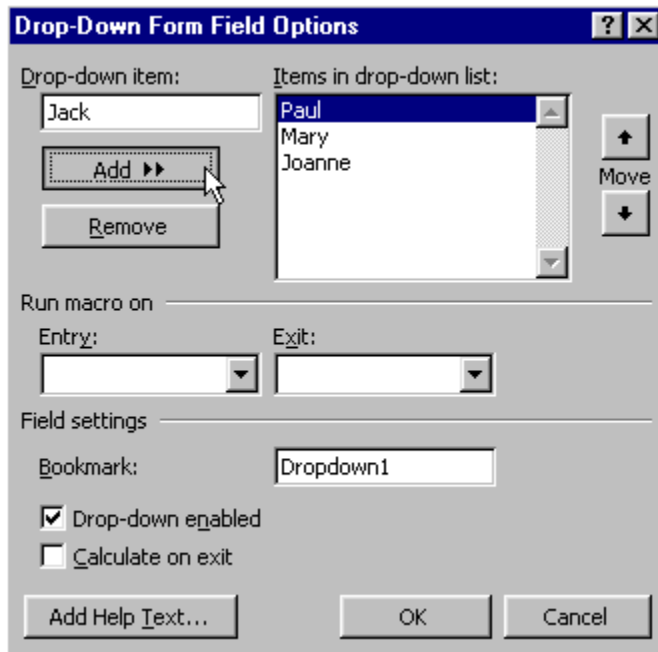 Drop-Down Form Field Options
Drop-down item:
Items in drop-down list:
Jack
Paul
Mary
Joanne
Add
Move
Remove
Run macro on
Entry:
Exit:
Field settings
Bookmark:
Dropdown1
Drop-down enabled
Calculate on exit
Add Help Text...
OK
Cancel